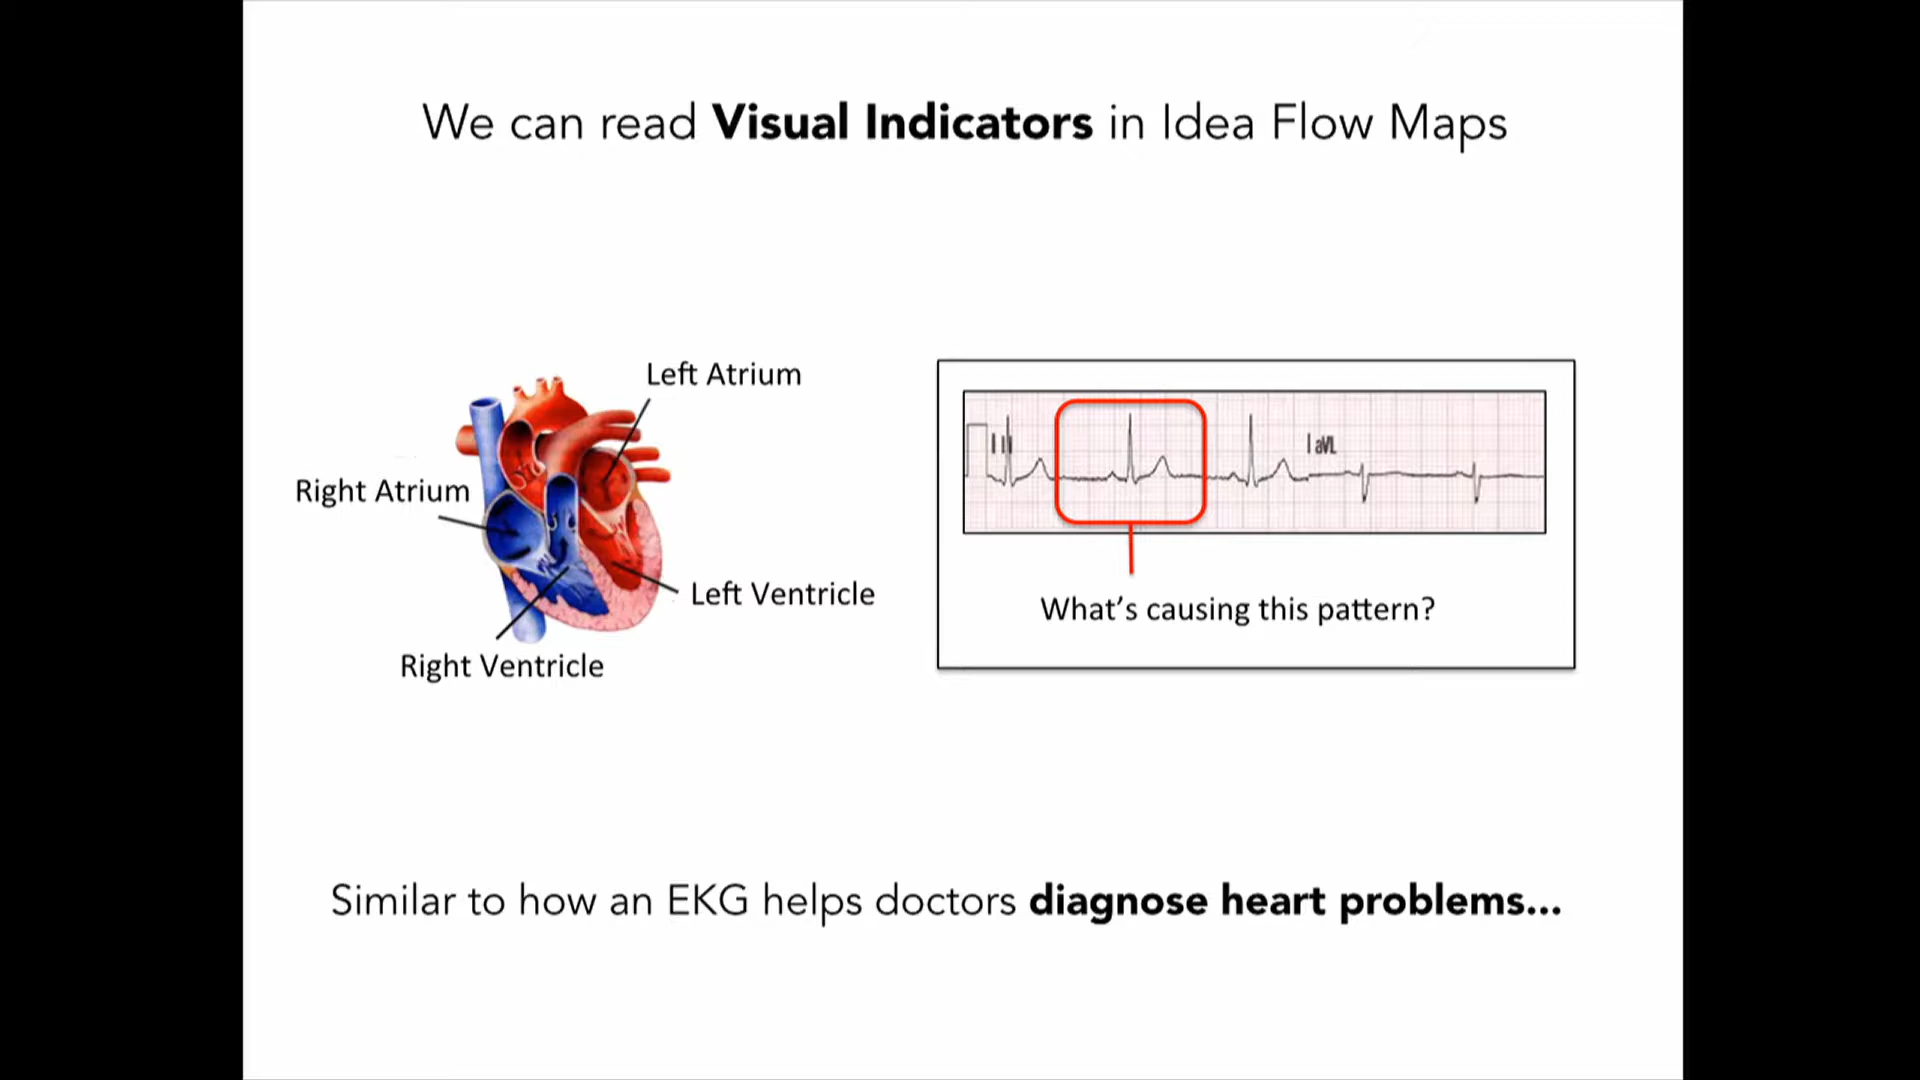 We can read Visual Indicators in Idea Flow Maps
Left Atrium
Right Atrium
Left Ventricle
Right Ventricle
aVL
What's causing this pattern?
Similar to how an EKG helps doctors diagnose heart problems...